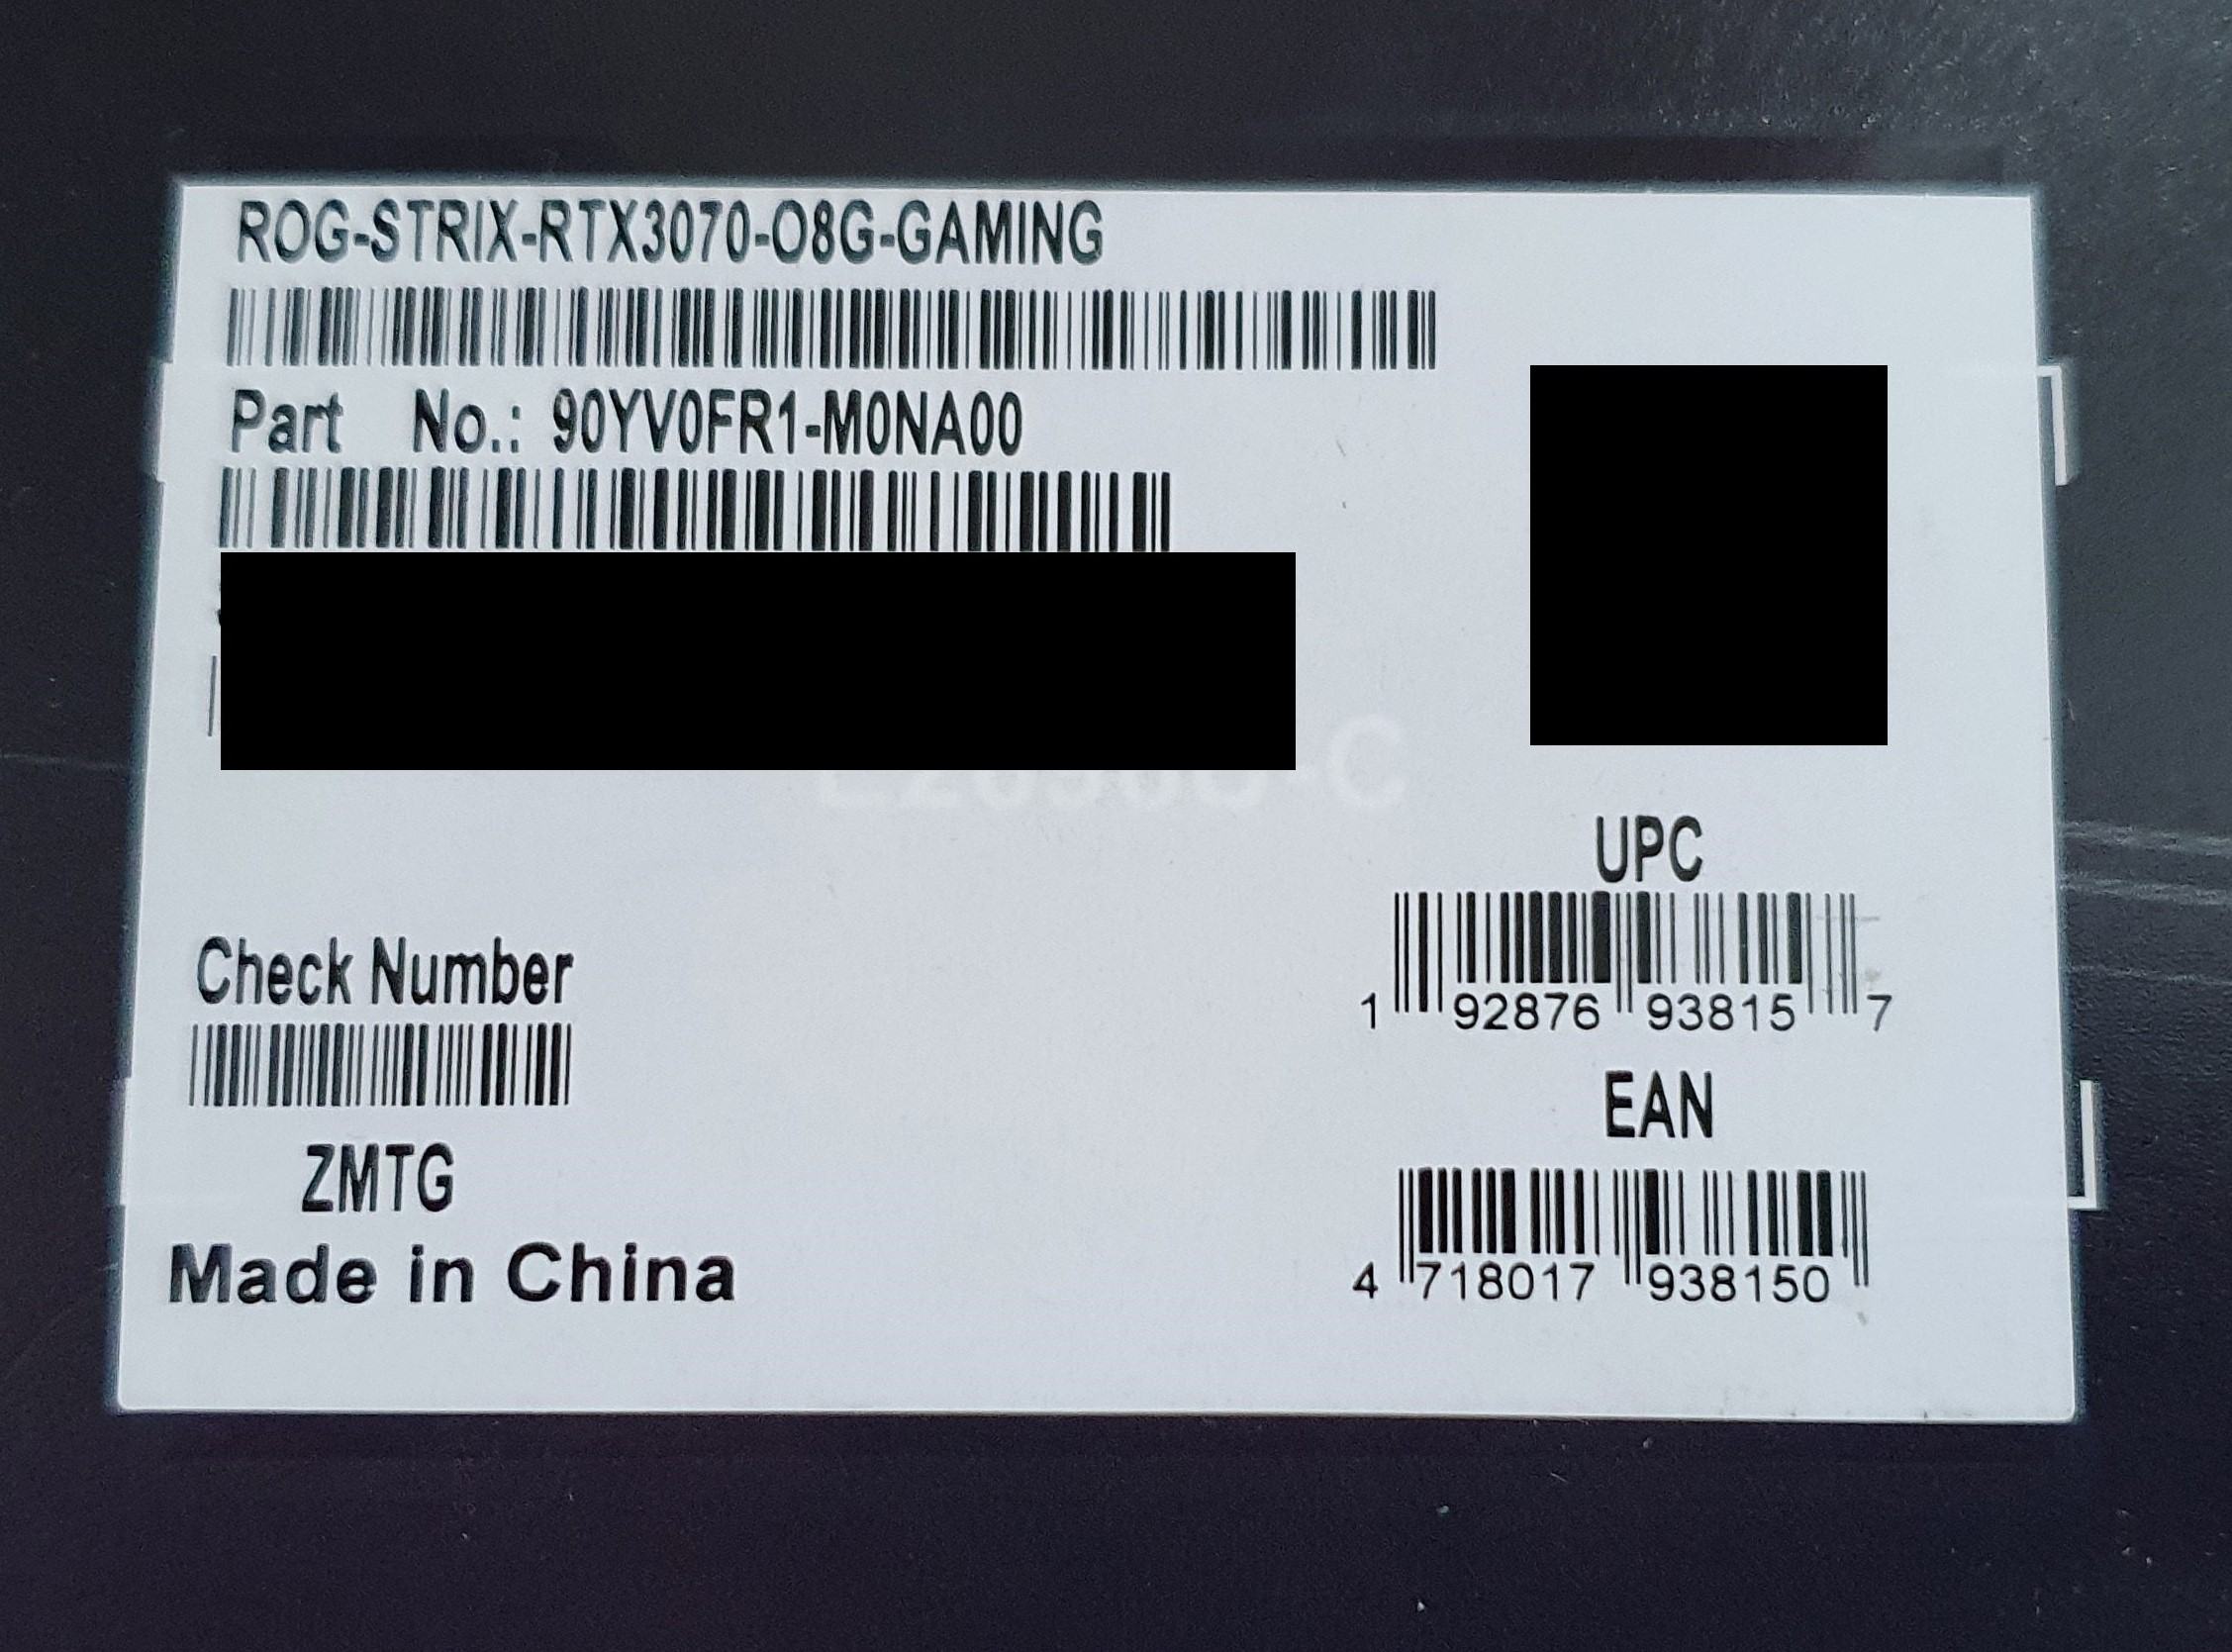 ROG-STRIX-RTX3070-O8G-GAMING
Part No.: 90YV0FR1-M0NA00
Check Number
ZMTG
Made in China
UPC
1 92876 93815 7
EAN
4 718017 938150